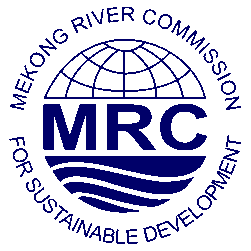 MEKONG RIVER COMMISSION
MRC
FOR SUSTAINABLE DEVELOPMENT